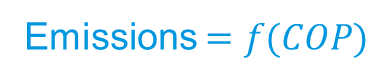 Emissions = f(COP)